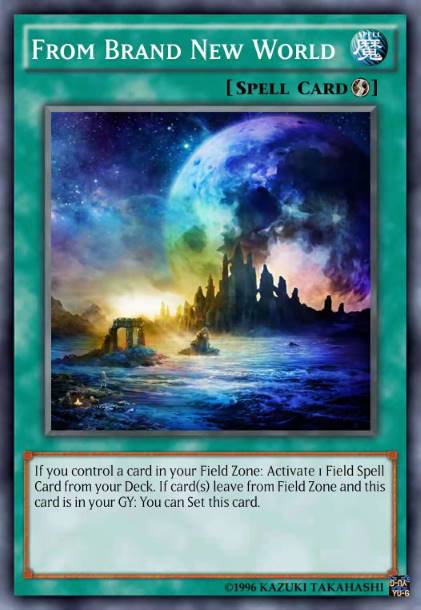 FROM BRAND NEW WORLD 魔
[SPELL CARD]
If you control a card in your Field Zone: Activate 1 Field Spell
Card from your Deck. If card(s) leave from Field Zone and this
card is in your GY: You can Set this card.
©1996 KAZUKI TAKAHASHI